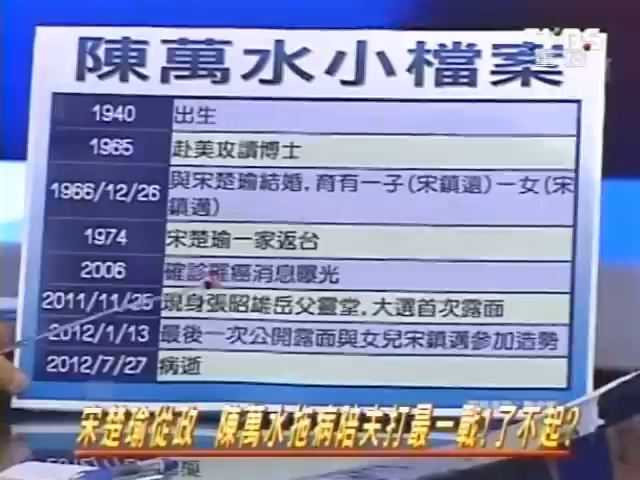 TVBS
重播
陳萬水小檔案
1940 出生
1965 赴美攻讀博士
1966/12/26 與宋楚瑜結婚,育有一子(宋鎮遠)一女(宋
鎮邁)
1974 宋楚瑜一家返台
2006 確診罹癌消息曝光
2011/11/25 現身張昭雄岳父靈堂,大選首次露面
2012/1/13 最後一次公開露面與女兒宋鎮邁參加造勢
2012/7/27 病逝
宋楚瑜從政 陳萬水拖病陪夫打最一戰!了不起?